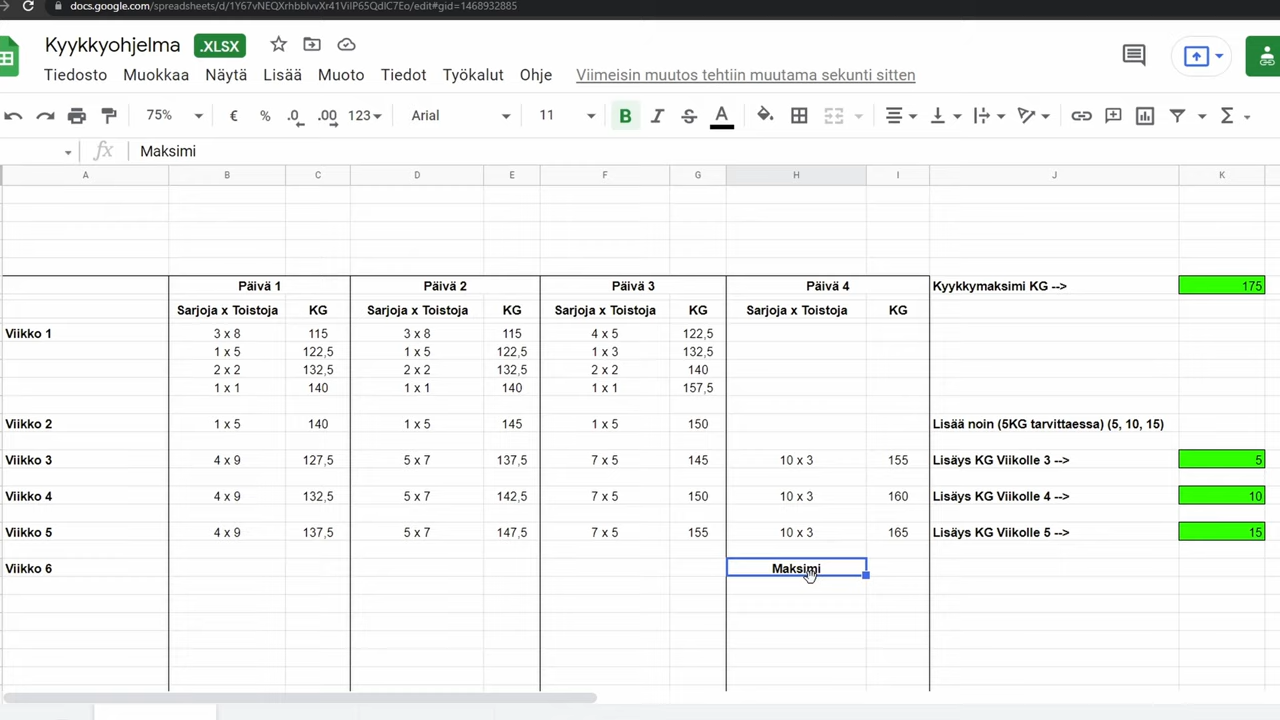 docs.google.com/spreadsheets/d/1Y67vNEQXrhbblvvXr41VilP65QdlC7Eo/edit#gid=1468932885
Kyykkyohjelma .XLSX
Tiedosto Muokkaa Näytä Lisää Muoto Tiedot Työkalut Ohje Viimeisin muutos tehtiin muutama sekunti sitten
75% € % .0 .00 123 Arial 11 B I S A Σ
fx Maksimi
A B C D E F G H I J K
Päivä 1 Päivä 2 Päivä 3 Päivä 4 Kyykkymaksimi KG --> 175
Sarjoja x Toistoja KG Sarjoja x Toistoja KG Sarjoja x Toistoja KG Sarjoja x Toistoja KG
Viikko 1 3 x 8 115 3 x 8 115 4 x 5 122,5
1 x 5 122,5 1 x 5 122,5 1 x 3 132,5
2 x 2 132,5 2 x 2 132,5 2 x 2 140
1 x 1 140 1 x 1 140 1 x 1 157,5
Viikko 2 1 x 5 140 1 x 5 145 1 x 5 150 Lisää noin (5KG tarvittaessa) (5, 10, 15)
Viikko 3 4 x 9 127,5 5 x 7 137,5 7 x 5 145 10 x 3 155 Lisäys KG Viikolle 3 --> 5
Viikko 4 4 x 9 132,5 5 x 7 142,5 7 x 5 150 10 x 3 160 Lisäys KG Viikolle 4 --> 10
Viikko 5 4 x 9 137,5 5 x 7 147,5 7 x 5 155 10 x 3 165 Lisäys KG Viikolle 5 --> 15
Viikko 6 Maksimi